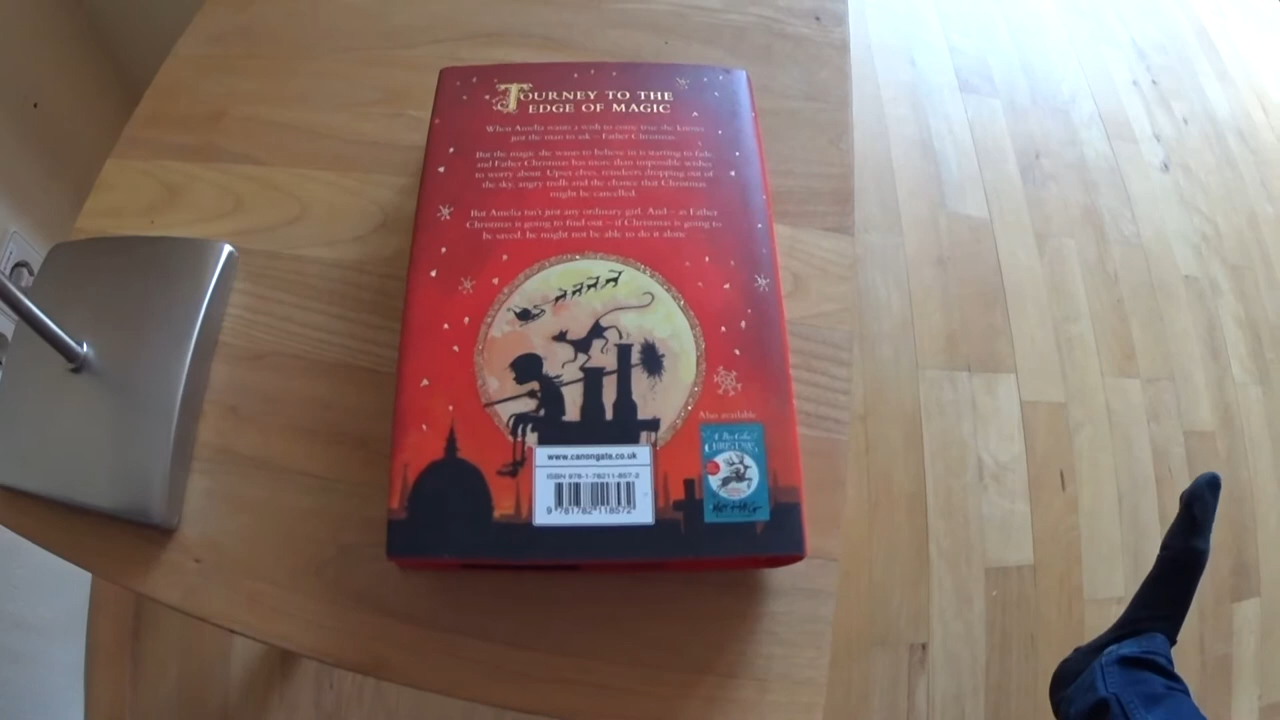 JOURNEY TO THE
EDGE OF MAGIC
When Amelia wants a wish to come true she knows
just the man to ask – Father Christmas.
But the magic she wants to believe in is starting to fade,
and Father Christmas has more than impossible wishes
to worry about. Upset elves, reindeers dropping out of
the sky, angry trolls and the chance that Christmas
might be cancelled.
But Amelia isn't just any ordinary girl. And – as Father
Christmas is going to find out – if Christmas is going to
be saved, he might not be able to do it alone
Also available
A Boy Called
CHRISTMAS
MATT HAIG
www.canongate.co.uk
ISBN 978-1-78211-857-2
9 781782 118572